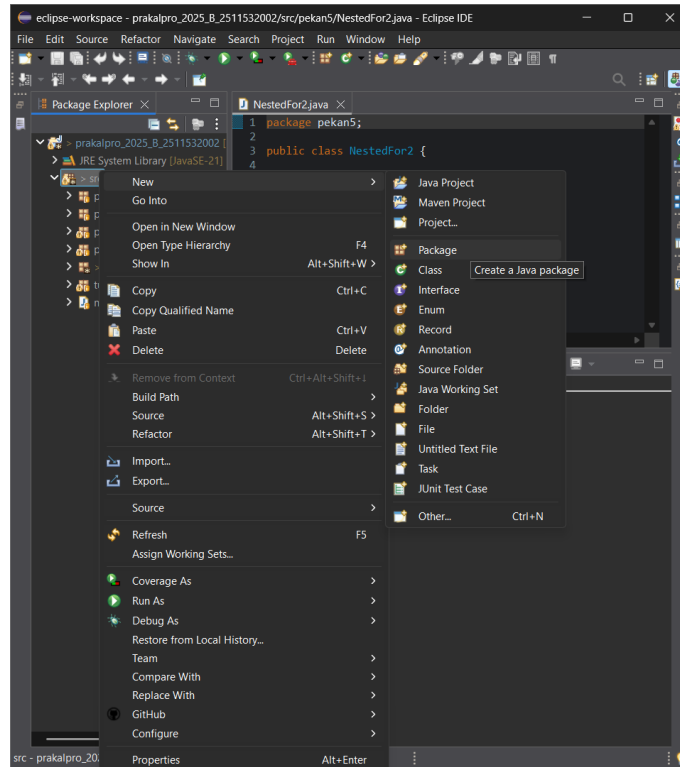 eclipse-workspace - prakalpro_2025_B_2511532002/src/pekan5/NestedFor2.java - Eclipse IDE
File Edit Source Refactor Navigate Search Project Run Window Help
Package Explorer
NestedFor2.java
1 package pekan5;
2
3 public class NestedFor2 {
4
> prakalpro_2025_B_2511532002 [
JRE System Library [JavaSE-21]
New
Go Into
Open in New Window
Open Type Hierarchy F4
Show In Alt+Shift+W >
Copy Ctrl+C
Copy Qualified Name
Paste Ctrl+V
Delete Delete
Remove from Context Ctrl+Alt+Shift+↓
Build Path
Source Alt+Shift+S >
Refactor Alt+Shift+T >
Import...
Export...
Source
Refresh F5
Assign Working Sets...
Coverage As
Run As
Debug As
Restore from Local History...
Team
Compare With
Replace With
GitHub
Configure
Properties Alt+Enter
Java Project
Maven Project
Project...
Package
Class
Create a Java package
Interface
Enum
Record
Annotation
Source Folder
Java Working Set
Folder
File
Untitled Text File
Task
JUnit Test Case
Other... Ctrl+N
src - prakalpro_20